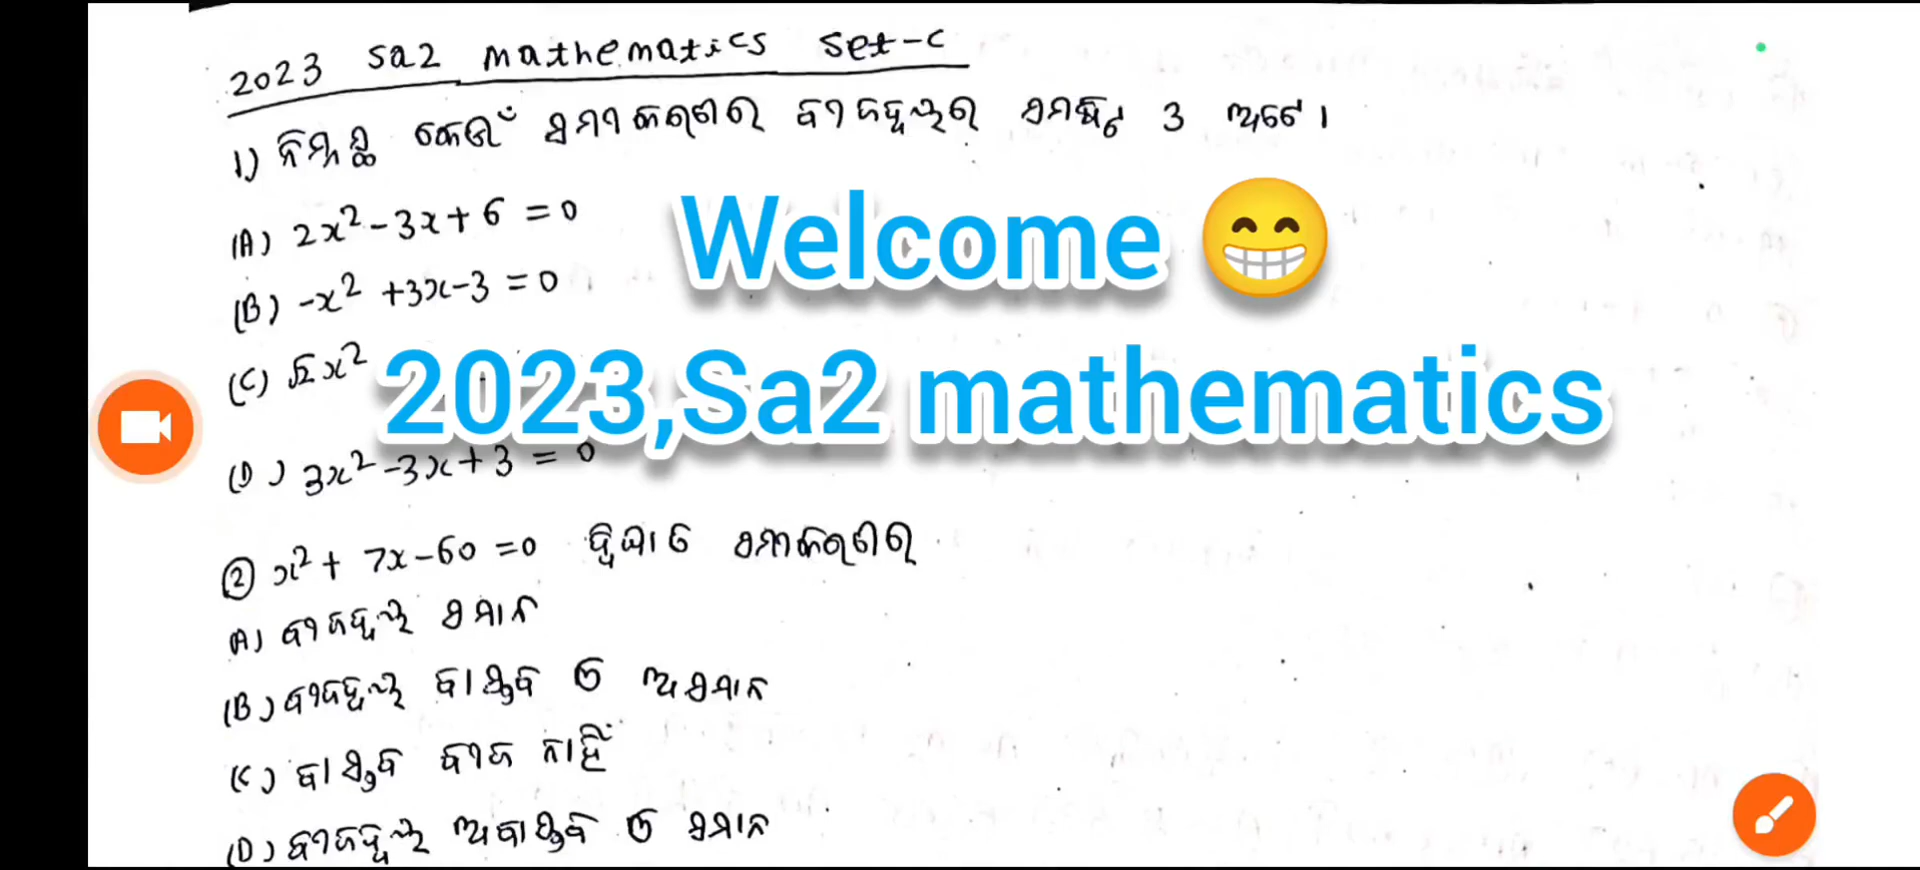 2023 Sa2 mathematics Set-C
1) ନିମ୍ନସ୍ଥ କେଉଁ ସମୀକରଣର ବୀଜଦ୍ୱୟର ସମଷ୍ଟି 3 ଅଟେ ।
(A) 2x² - 3x + 6 = 0
Welcome 😁
(B) -x² + 3x - 3 = 0
(C) √2x²
2023,Sa2 mathematics
(D) 3x² - 3x + 3 = 0
② x² + 7x - 60 = 0 ଦ୍ୱିଘାତ ସମୀକରଣର
A) ବୀଜଦ୍ୱୟ ସମାନ
(B) ବୀଜଦ୍ୱୟ ବାସ୍ତବ ଓ ଅସମାନ
(C) ବାସ୍ତବ ବୀଜ ନାହିଁ
(D) ବୀଜଦ୍ୱୟ ଅବାସ୍ତବ ଓ ସମାନ